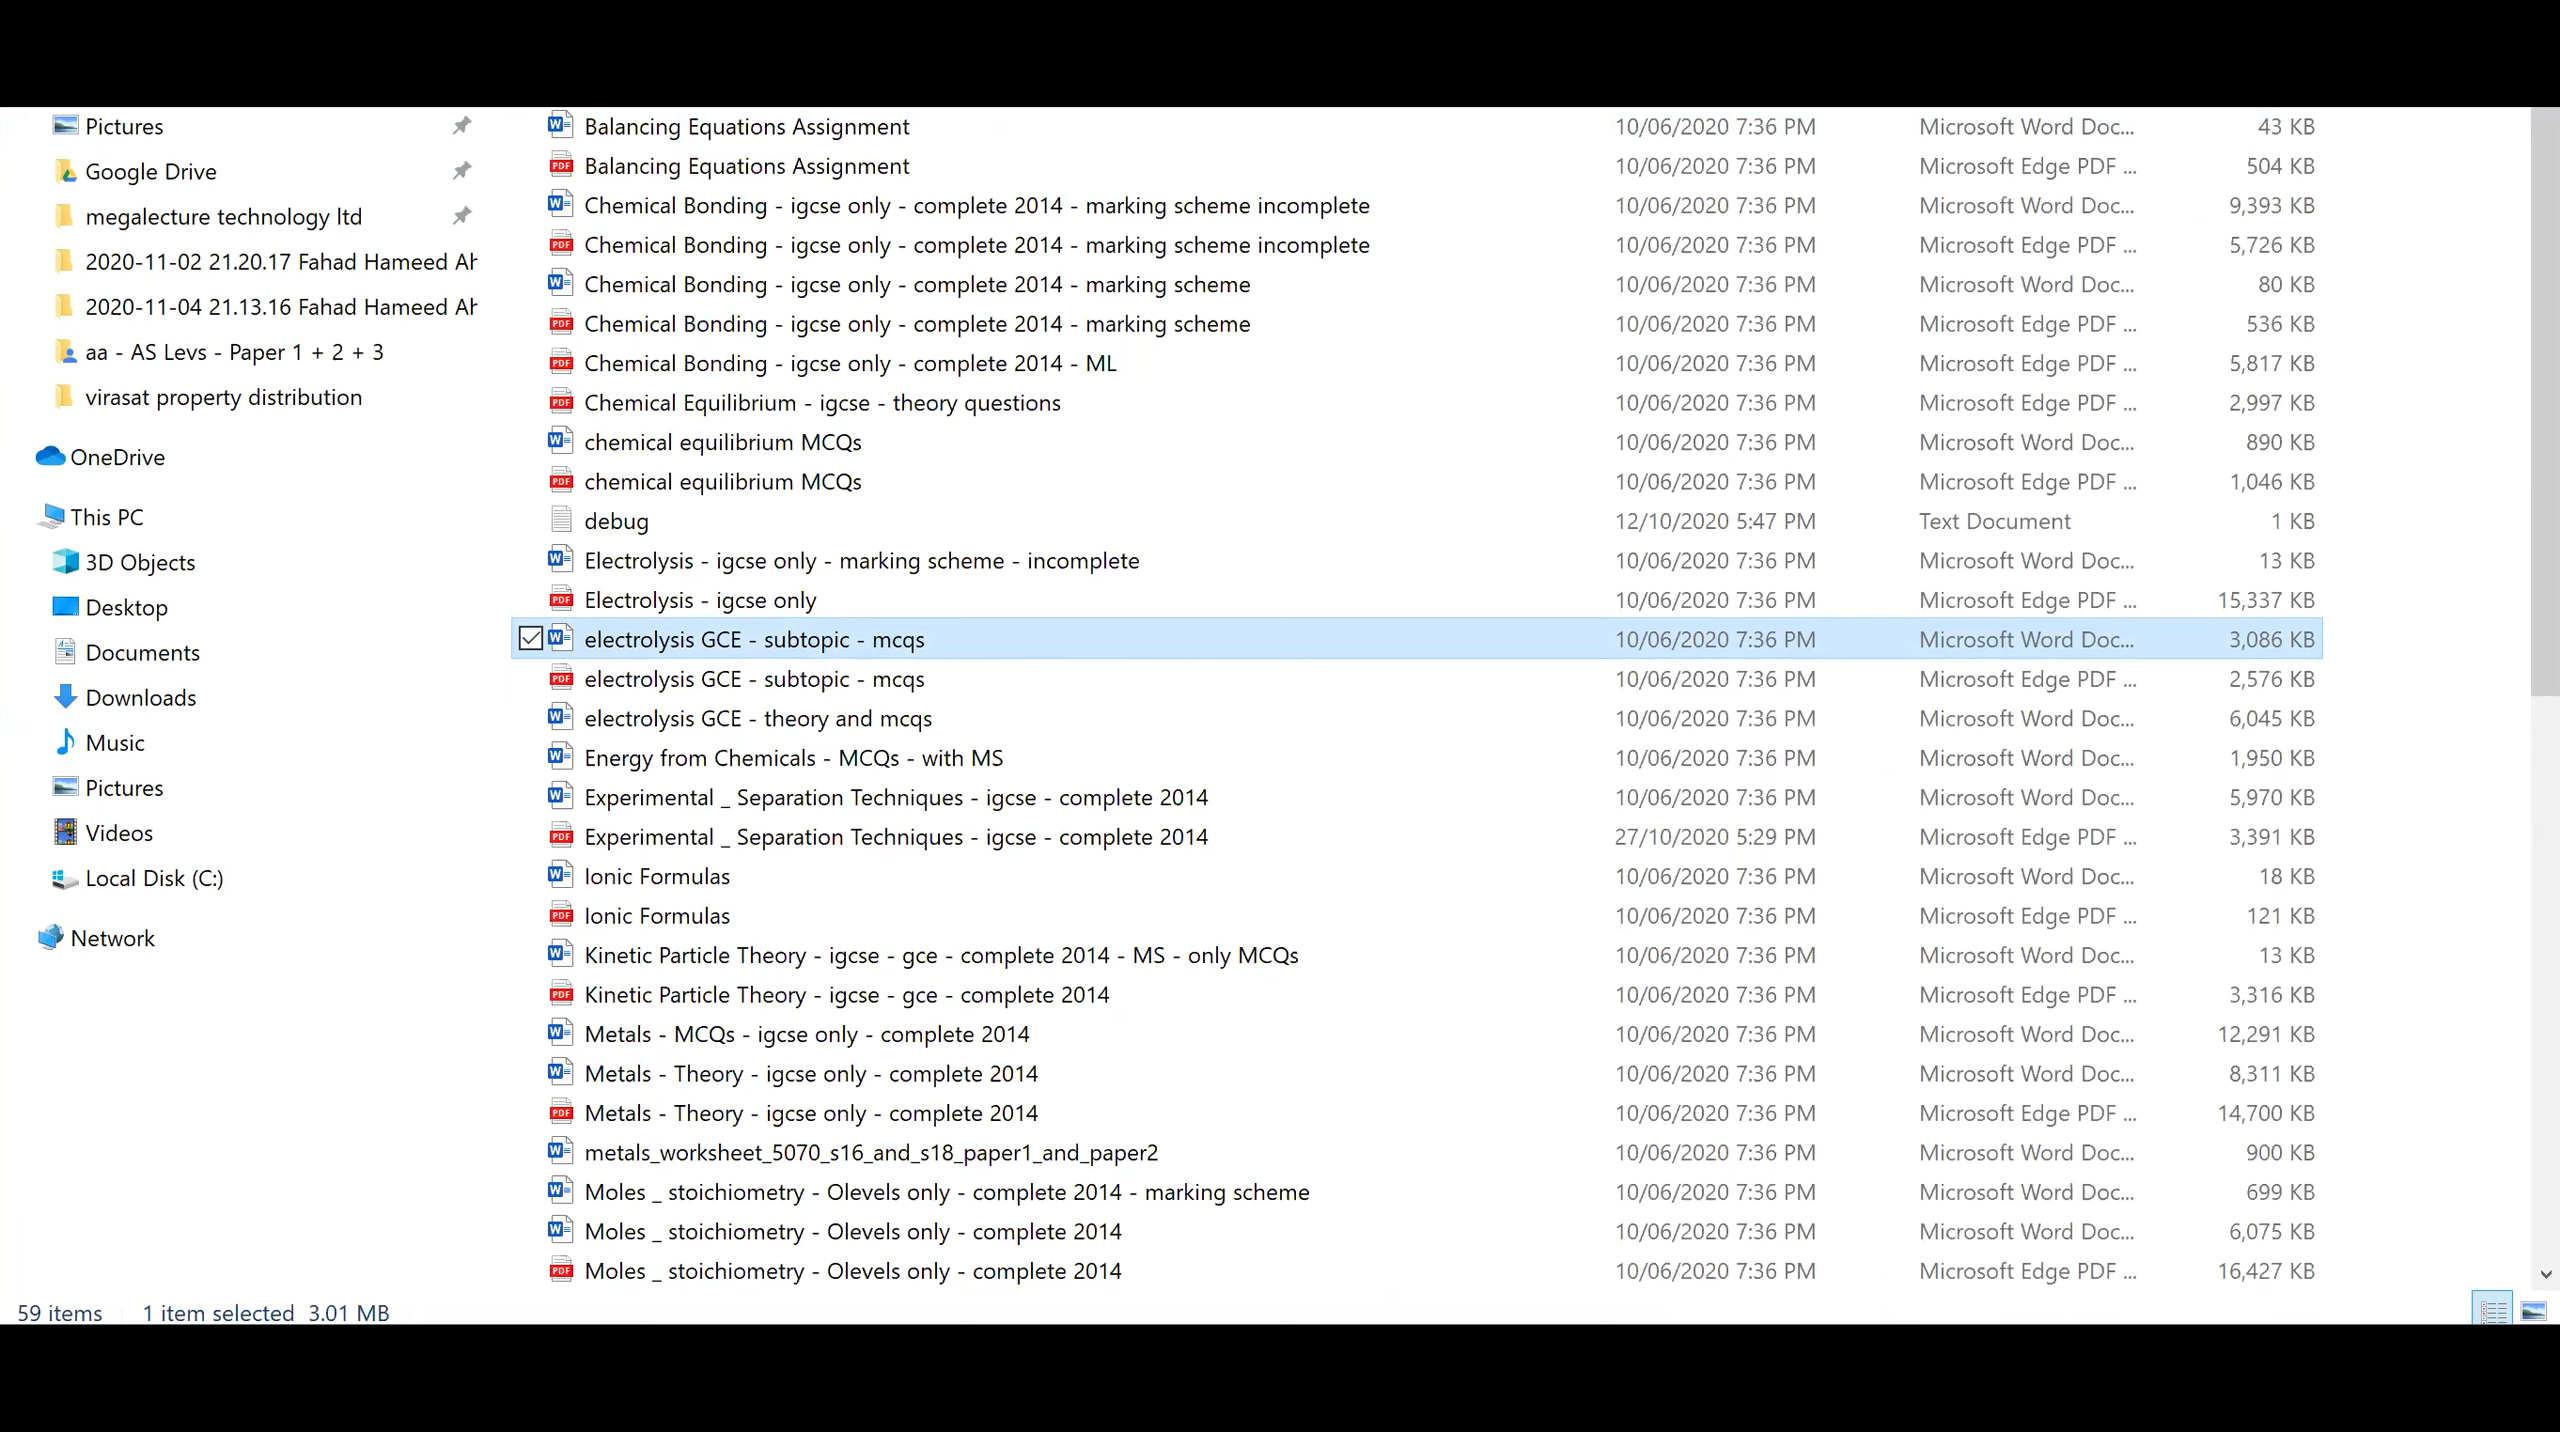 Pictures
Google Drive
megalecture technology ltd
2020-11-02 21.20.17 Fahad Hameed Ah
2020-11-04 21.13.16 Fahad Hameed Ah
aa - AS Levs - Paper 1 + 2 + 3
virasat property distribution
OneDrive
This PC
3D Objects
Desktop
Documents
Downloads
Music
Pictures
Videos
Local Disk (C:)
Network
Balancing Equations Assignment 10/06/2020 7:36 PM Microsoft Word Doc... 43 KB
Balancing Equations Assignment 10/06/2020 7:36 PM Microsoft Edge PDF ... 504 KB
Chemical Bonding - igcse only - complete 2014 - marking scheme incomplete 10/06/2020 7:36 PM Microsoft Word Doc... 9,393 KB
Chemical Bonding - igcse only - complete 2014 - marking scheme incomplete 10/06/2020 7:36 PM Microsoft Edge PDF ... 5,726 KB
Chemical Bonding - igcse only - complete 2014 - marking scheme 10/06/2020 7:36 PM Microsoft Word Doc... 80 KB
Chemical Bonding - igcse only - complete 2014 - marking scheme 10/06/2020 7:36 PM Microsoft Edge PDF ... 536 KB
Chemical Bonding - igcse only - complete 2014 - ML 10/06/2020 7:36 PM Microsoft Edge PDF ... 5,817 KB
Chemical Equilibrium - igcse - theory questions 10/06/2020 7:36 PM Microsoft Edge PDF ... 2,997 KB
chemical equilibrium MCQs 10/06/2020 7:36 PM Microsoft Word Doc... 890 KB
chemical equilibrium MCQs 10/06/2020 7:36 PM Microsoft Edge PDF ... 1,046 KB
debug 12/10/2020 5:47 PM Text Document 1 KB
Electrolysis - igcse only - marking scheme - incomplete 10/06/2020 7:36 PM Microsoft Word Doc... 13 KB
Electrolysis - igcse only 10/06/2020 7:36 PM Microsoft Edge PDF ... 15,337 KB
electrolysis GCE - subtopic - mcqs 10/06/2020 7:36 PM Microsoft Word Doc... 3,086 KB
electrolysis GCE - subtopic - mcqs 10/06/2020 7:36 PM Microsoft Edge PDF ... 2,576 KB
electrolysis GCE - theory and mcqs 10/06/2020 7:36 PM Microsoft Word Doc... 6,045 KB
Energy from Chemicals - MCQs - with MS 10/06/2020 7:36 PM Microsoft Word Doc... 1,950 KB
Experimental _ Separation Techniques - igcse - complete 2014 10/06/2020 7:36 PM Microsoft Word Doc... 5,970 KB
Experimental _ Separation Techniques - igcse - complete 2014 27/10/2020 5:29 PM Microsoft Edge PDF ... 3,391 KB
Ionic Formulas 10/06/2020 7:36 PM Microsoft Word Doc... 18 KB
Ionic Formulas 10/06/2020 7:36 PM Microsoft Edge PDF ... 121 KB
Kinetic Particle Theory - igcse - gce - complete 2014 - MS - only MCQs 10/06/2020 7:36 PM Microsoft Word Doc... 13 KB
Kinetic Particle Theory - igcse - gce - complete 2014 10/06/2020 7:36 PM Microsoft Edge PDF ... 3,316 KB
Metals - MCQs - igcse only - complete 2014 10/06/2020 7:36 PM Microsoft Word Doc... 12,291 KB
Metals - Theory - igcse only - complete 2014 10/06/2020 7:36 PM Microsoft Word Doc... 8,311 KB
Metals - Theory - igcse only - complete 2014 10/06/2020 7:36 PM Microsoft Edge PDF ... 14,700 KB
metals_worksheet_5070_s16_and_s18_paper1_and_paper2 10/06/2020 7:36 PM Microsoft Word Doc... 900 KB
Moles _ stoichiometry - Olevels only - complete 2014 - marking scheme 10/06/2020 7:36 PM Microsoft Word Doc... 699 KB
Moles _ stoichiometry - Olevels only - complete 2014 10/06/2020 7:36 PM Microsoft Word Doc... 6,075 KB
Moles _ stoichiometry - Olevels only - complete 2014 10/06/2020 7:36 PM Microsoft Edge PDF ... 16,427 KB
59 items 1 item selected 3.01 MB